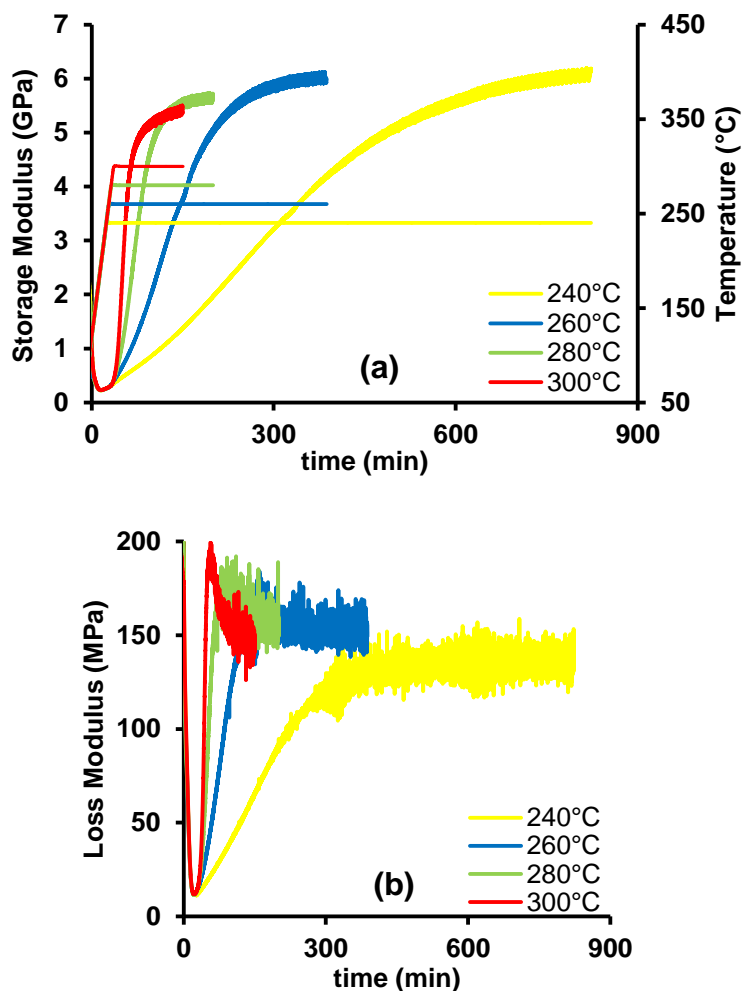 Storage Modulus (GPa)
7
6
5
4
3
2
1
0
450
350
250
150
50
Temperature (°C)
240°C
260°C
280°C
300°C
(a)
0 300 600 900
time (min)
Loss Modulus (MPa)
200
150
100
50
0
240°C
260°C
280°C
300°C
(b)
0 300 600 900
time (min)